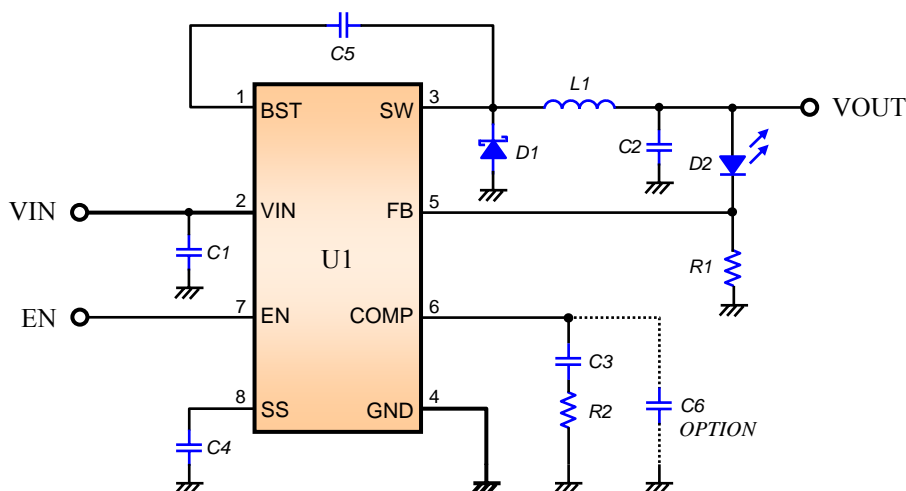 C5
L1
1
BST
SW
3
VOUT
D1
C2
D2
VIN
2
VIN
FB
5
C1
U1
R1
EN
7
EN
COMP
6
C3
8
SS
GND
4
R2
C6
OPTION
C4